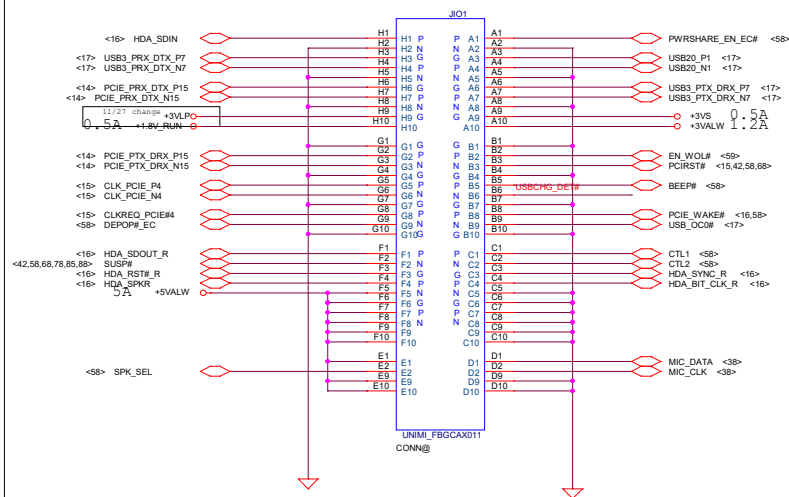 JIO1
<16> HDA_SDIN H1 H1 P P A1 A1 PWRSHARE_EN_EC# <58>
H2 H2 N N A2 A2
<17> USB3_PRX_DTX_P7 H3 H3 G G A3 A3 USB20_P1 <17>
<17> USB3_PRX_DTX_N7 H4 H4 P P A4 A4 USB20_N1 <17>
H5 H5 N N A5 A5
<14> PCIE_PRX_DTX_P15 H6 H6 G G A6 A6 USB3_PTX_DRX_P7 <17>
<14> PCIE_PRX_DTX_N15 H7 H7 P P A7 A7 USB3_PTX_DRX_N7 <17>
H8 H8 N N A8 A8
11/27 change +3VLP H9 H9 G G A9 A9 +3VS 0.5A
0.5A +1.8V_RUN H10 H10 A10 A10 +3VALW 1.2A
G1 G1 G G B1 B1
<14> PCIE_PTX_DRX_P15 G2 G2 P P B2 B2 EN_WOL# <59>
<14> PCIE_PTX_DRX_N15 G3 G3 N N B3 B3 PCIRST# <15,42,58,68>
G4 G4 G G B4 B4
<15> CLK_PCIE_P4 G5 G5 P P B5 B5 USBCHG_DET# BEEP# <58>
<15> CLK_PCIE_N4 G6 G6 N N B6 B6
G7 G7 G G B7 B7
<15> CLKREQ_PCIE#4 G8 G8 P P B8 B8 PCIE_WAKE# <16,58>
<58> DEPOP#_EC G9 G9 N N B9 B9 USB_OC0# <17>
G10 G10 G G B10 B10
<16> HDA_SDOUT_R F1 F1 P P C1 C1 CTL1 <58>
<42,58,68,78,85,88> SUSP# F2 F2 N N C2 C2 CTL2 <58>
<16> HDA_RST#_R F3 F3 G G C3 C3 HDA_SYNC_R <16>
<16> HDA_SPKR F4 F4 P P C4 C4 HDA_BIT_CLK_R <16>
5A +5VALW F5 F5 N N C5 C5
F6 F6 G G C6 C6
F7 F7 P P C7 C7
F8 F8 N N C8 C8
F9 F9 C9 C9
F10 F10 C10 C10
E1 E1 D1 D1 MIC_DATA <38>
<58> SPK_SEL E2 E2 D2 D2 MIC_CLK <38>
E9 E9 D9 D9
E10 E10 D10 D10
UNIMI_FBGCAX011
CONN@